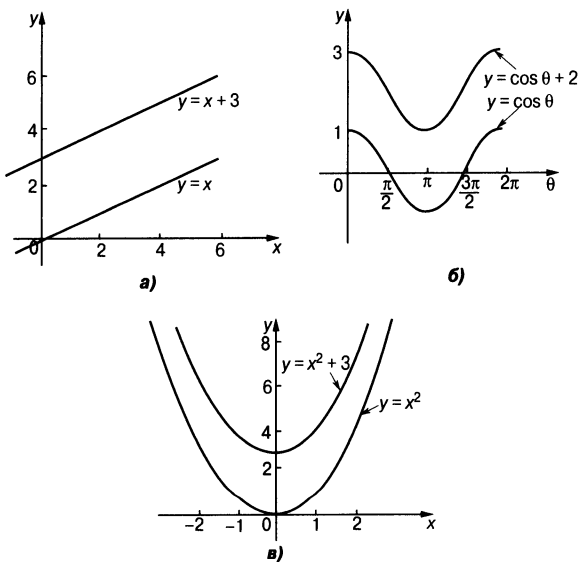 y
6
4
2
0
2
4
6
x
y = x + 3
y = x
а)
y
3
1
0
π/2
π
3π/2
2π
θ
y = cos θ + 2
y = cos θ
б)
y
8
6
4
2
-2
-1
0
1
2
x
y = x² + 3
y = x²
в)